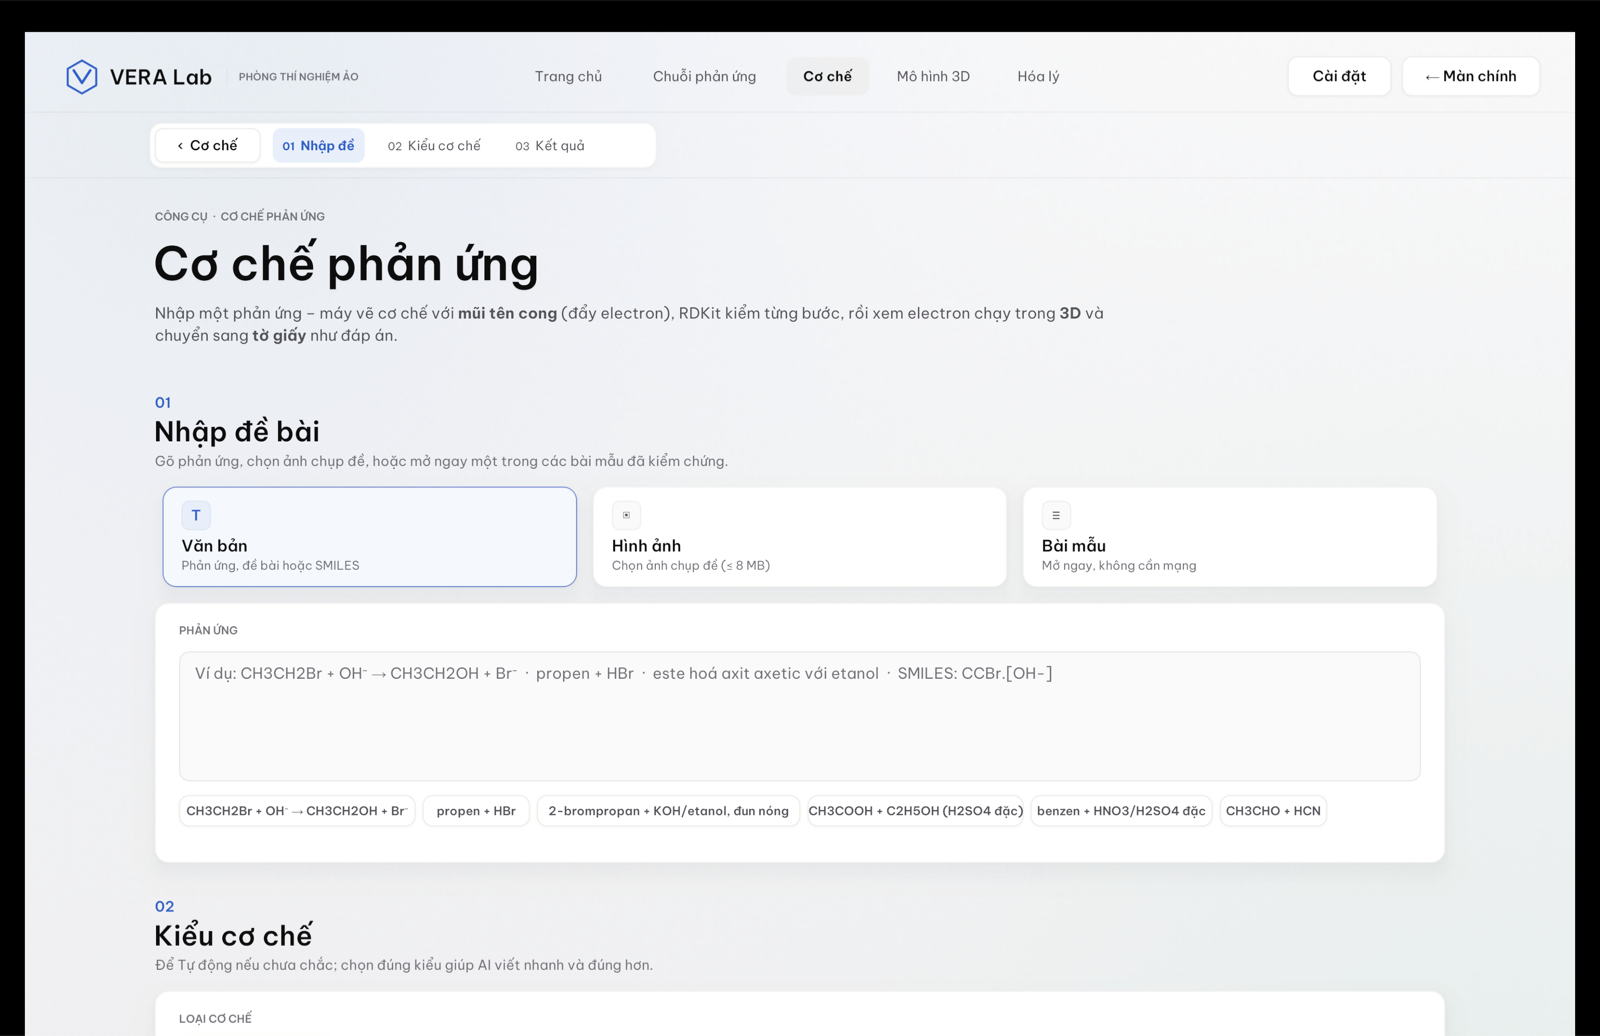 VERA Lab
PHÒNG THÍ NGHIỆM ẢO
Trang chủ
Chuỗi phản ứng
Cơ chế
Mô hình 3D
Hóa lý
Cài đặt
← Màn chính
‹ Cơ chế
01 Nhập đề
02 Kiểu cơ chế
03 Kết quả
CÔNG CỤ · CƠ CHẾ PHẢN ỨNG
Cơ chế phản ứng
Nhập một phản ứng – máy vẽ cơ chế với mũi tên cong (đẩy electron), RDKit kiểm từng bước, rồi xem electron chạy trong 3D và
chuyển sang tờ giấy như đáp án.
01
Nhập đề bài
Gõ phản ứng, chọn ảnh chụp đề, hoặc mở ngay một trong các bài mẫu đã kiểm chứng.
T
Văn bản
Phản ứng, đề bài hoặc SMILES
Hình ảnh
Chọn ảnh chụp đề (≤ 8 MB)
Bài mẫu
Mở ngay, không cần mạng
PHẢN ỨNG
Ví dụ: CH3CH2Br + OH⁻ → CH3CH2OH + Br⁻ · propen + HBr · este hoá axit axetic với etanol · SMILES: CCBr.[OH-]
CH3CH2Br + OH⁻ → CH3CH2OH + Br⁻
propen + HBr
2-brompropan + KOH/etanol, đun nóng
CH3COOH + C2H5OH (H2SO4 đặc)
benzen + HNO3/H2SO4 đặc
CH3CHO + HCN
02
Kiểu cơ chế
Để Tự động nếu chưa chắc; chọn đúng kiểu giúp AI viết nhanh và đúng hơn.
LOẠI CƠ CHẾ